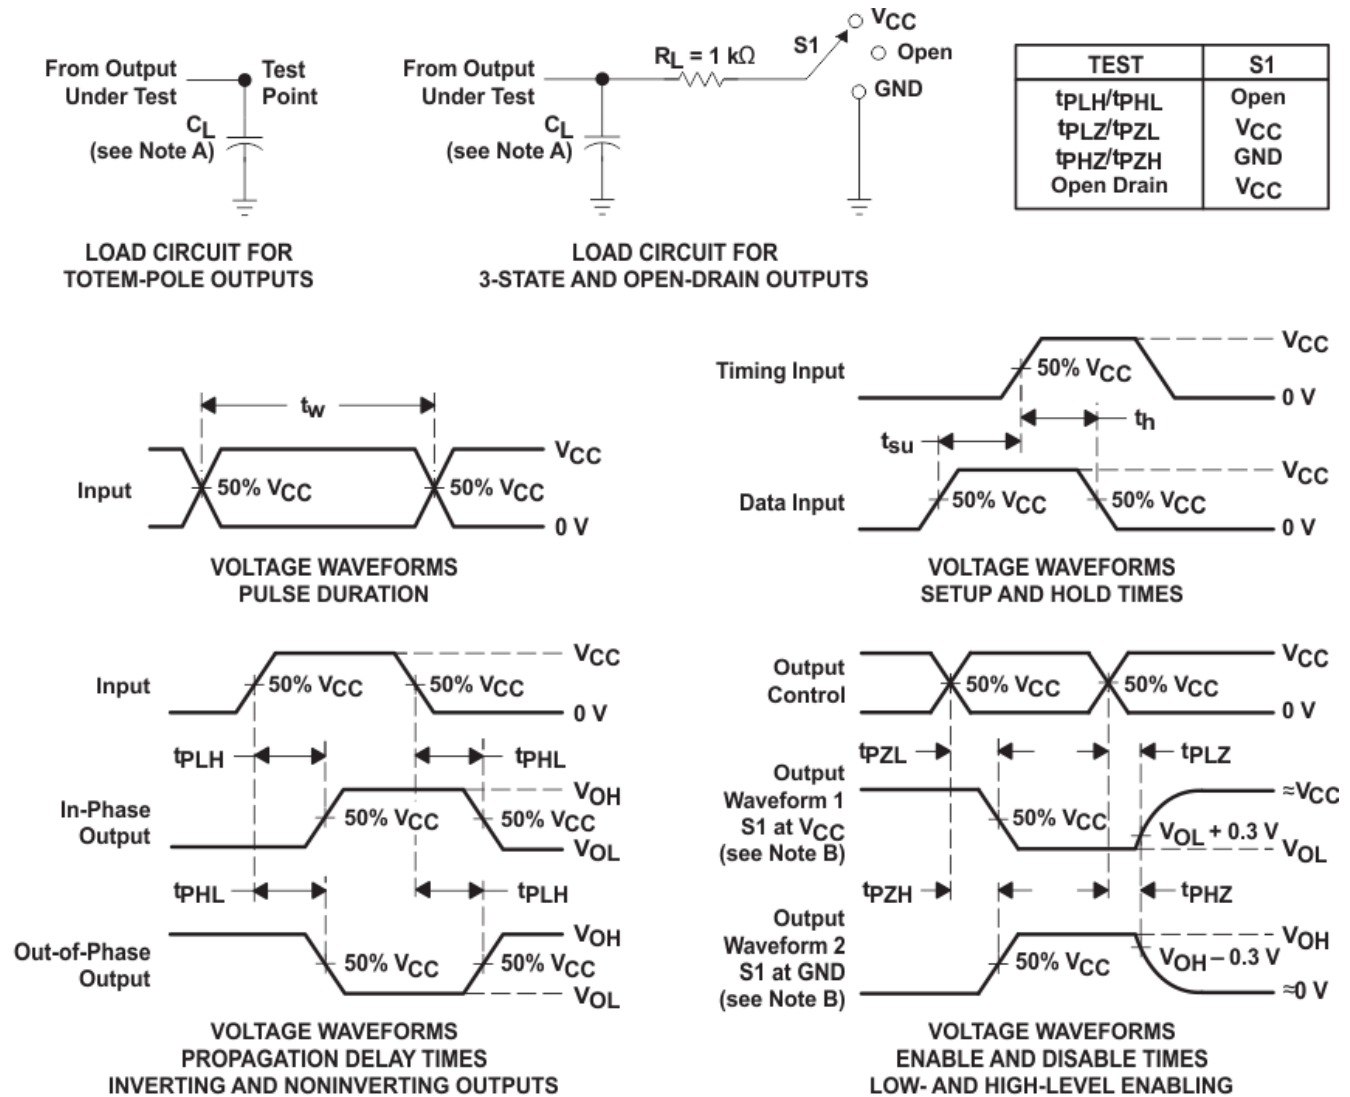 From Output
Under Test
Test
Point
CL
(see Note A)
LOAD CIRCUIT FOR
TOTEM-POLE OUTPUTS
From Output
Under Test
CL
(see Note A)
RL = 1 kΩ
S1
VCC
Open
GND
LOAD CIRCUIT FOR
3-STATE AND OPEN-DRAIN OUTPUTS
TEST S1
tPLH/tPHL Open
tPLZ/tPZL VCC
tPHZ/tPZH GND
Open Drain VCC
tw
Input
50% VCC
50% VCC
VCC
0 V
VOLTAGE WAVEFORMS
PULSE DURATION
Timing Input
50% VCC
VCC
0 V
th
tsu
Data Input
50% VCC
50% VCC
VCC
0 V
VOLTAGE WAVEFORMS
SETUP AND HOLD TIMES
Input
50% VCC
50% VCC
VCC
0 V
tPLH
tPHL
In-Phase
Output
50% VCC
50% VCC
VOH
VOL
tPHL
tPLH
Out-of-Phase
Output
50% VCC
50% VCC
VOH
VOL
VOLTAGE WAVEFORMS
PROPAGATION DELAY TIMES
INVERTING AND NONINVERTING OUTPUTS
Output
Control
50% VCC
50% VCC
VCC
0 V
tPZL
tPLZ
Output
Waveform 1
S1 at VCC
(see Note B)
50% VCC
VOL + 0.3 V
≈VCC
VOL
tPZH
tPHZ
Output
Waveform 2
S1 at GND
(see Note B)
50% VCC
VOH − 0.3 V
VOH
≈0 V
VOLTAGE WAVEFORMS
ENABLE AND DISABLE TIMES
LOW- AND HIGH-LEVEL ENABLING